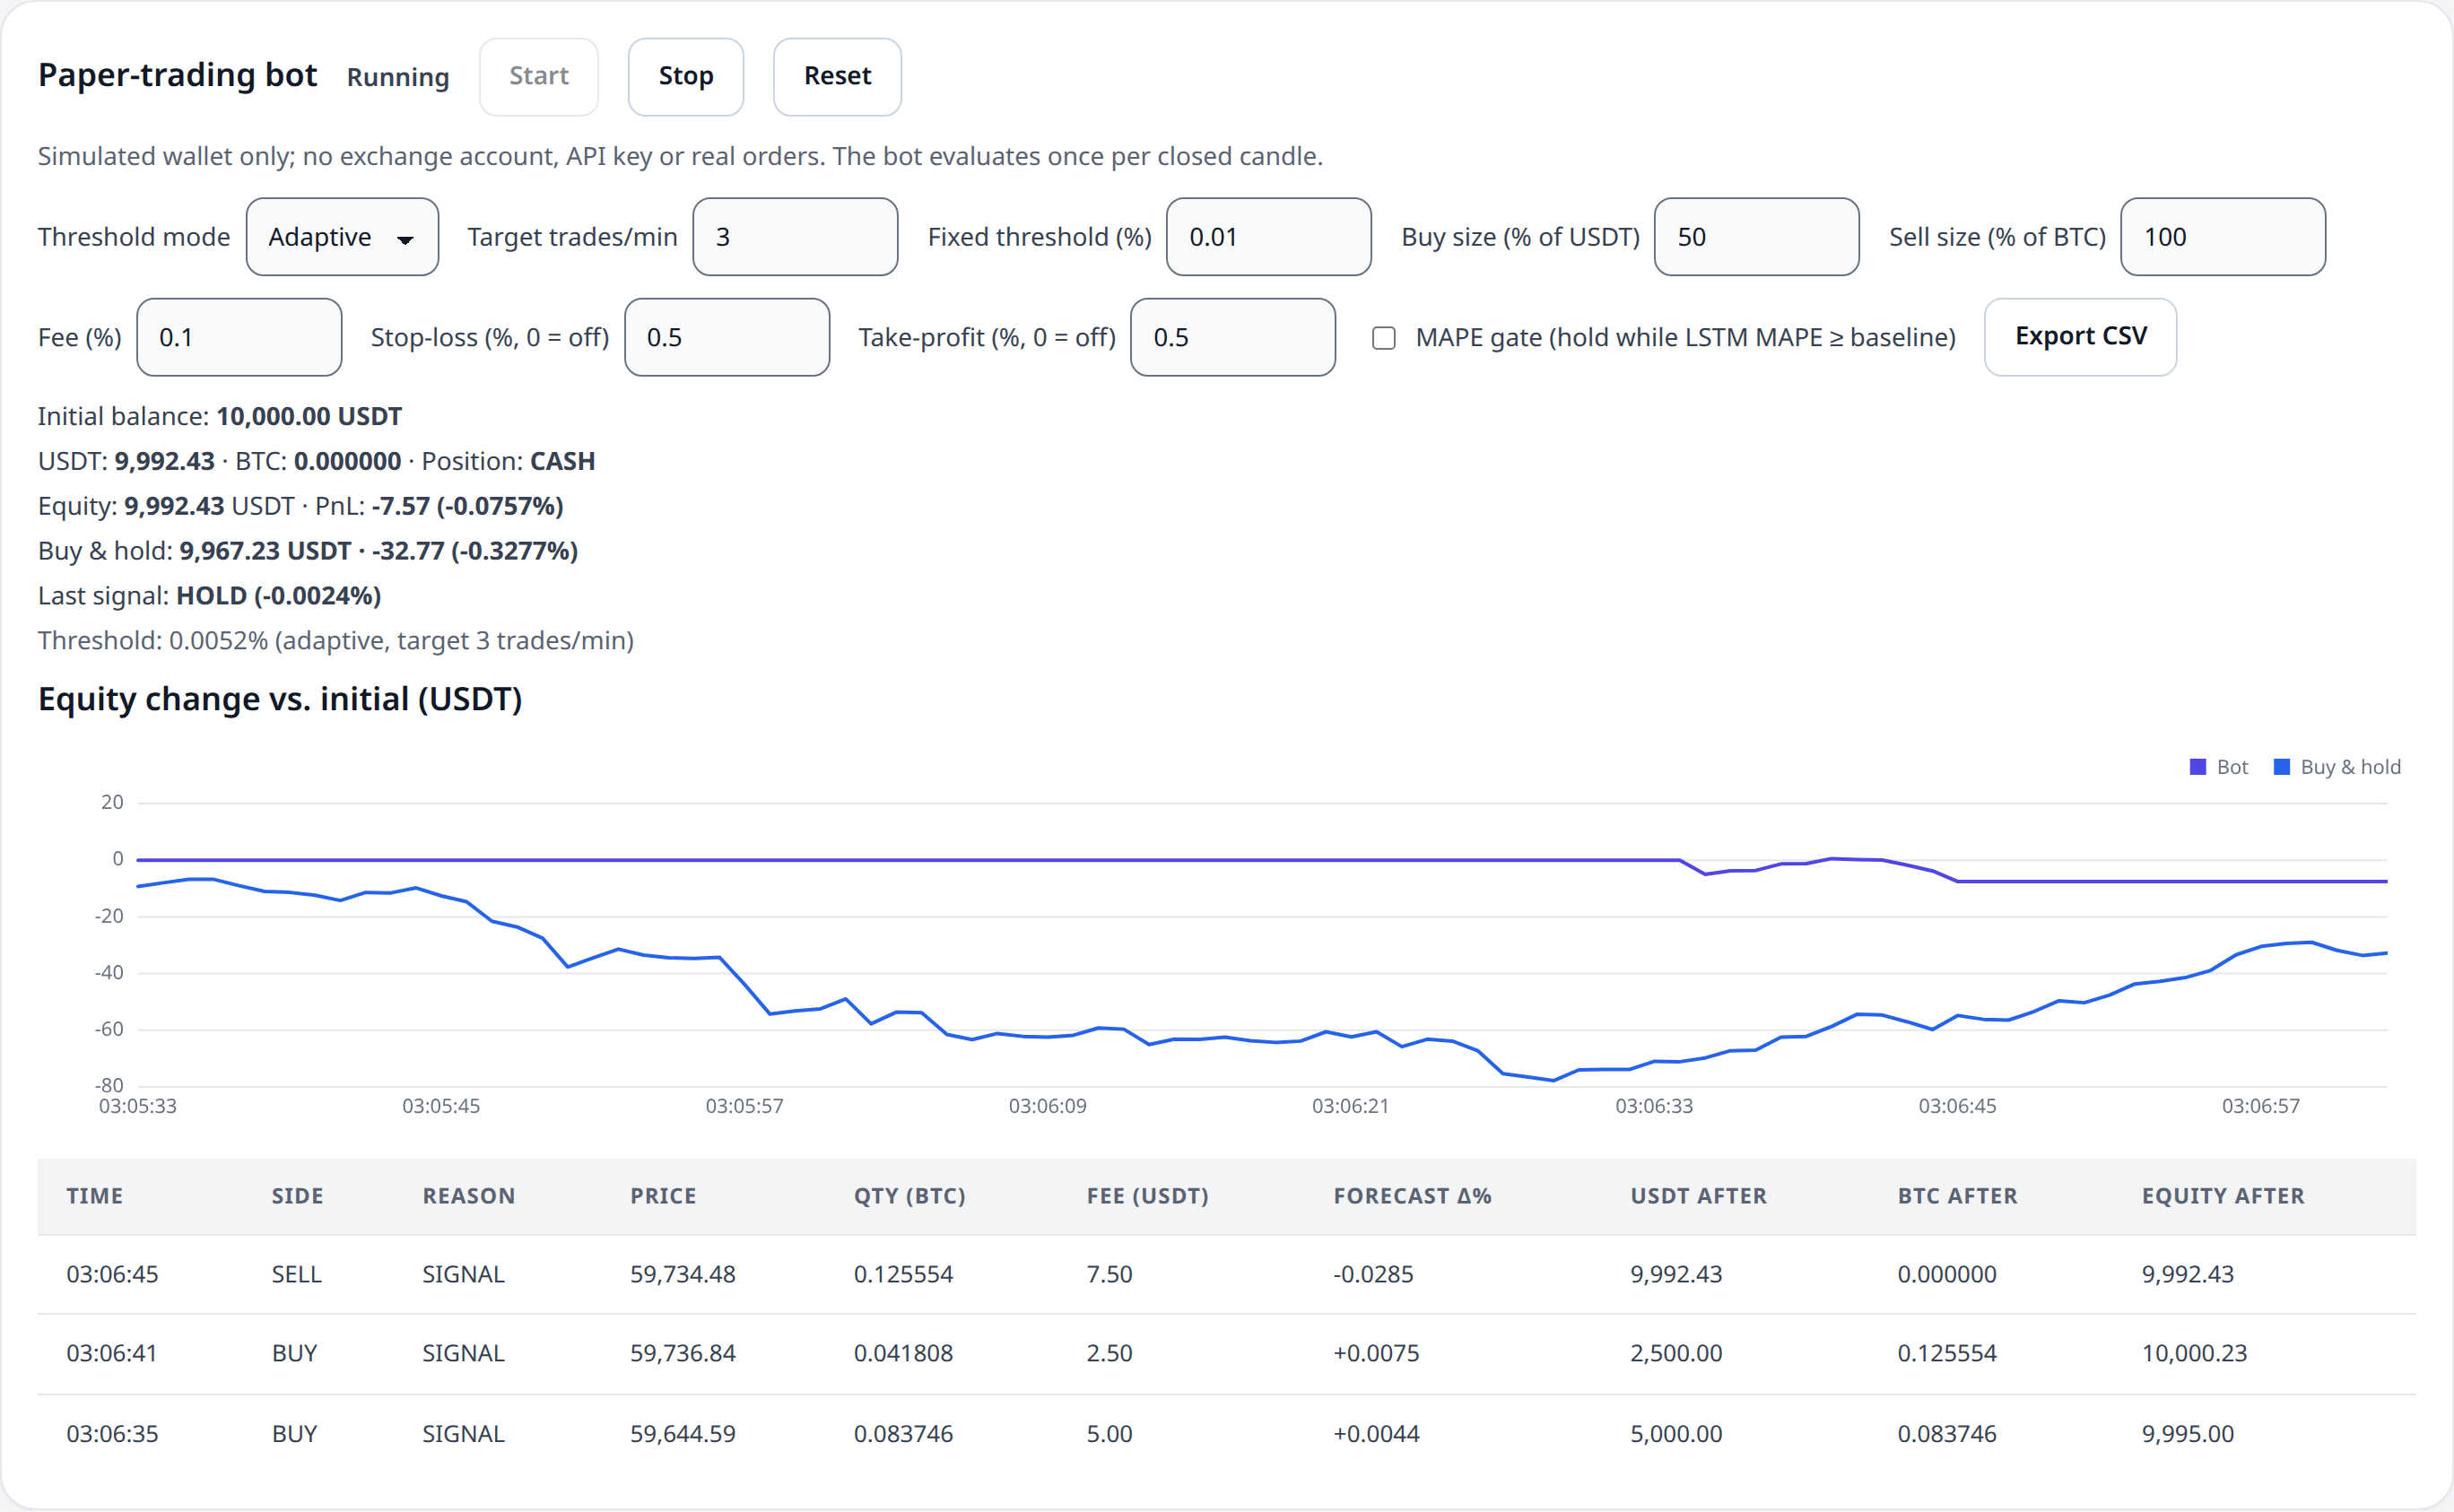 Paper-trading bot Running Start Stop Reset
Simulated wallet only; no exchange account, API key or real orders. The bot evaluates once per closed candle.
Threshold mode Adaptive Target trades/min 3 Fixed threshold (%) 0.01 Buy size (% of USDT) 50 Sell size (% of BTC) 100
Fee (%) 0.1 Stop-loss (%, 0 = off) 0.5 Take-profit (%, 0 = off) 0.5 MAPE gate (hold while LSTM MAPE ≥ baseline) Export CSV
Initial balance: 10,000.00 USDT
USDT: 9,992.43 · BTC: 0.000000 · Position: CASH
Equity: 9,992.43 USDT · PnL: -7.57 (-0.0757%)
Buy & hold: 9,967.23 USDT · -32.77 (-0.3277%)
Last signal: HOLD (-0.0024%)
Threshold: 0.0052% (adaptive, target 3 trades/min)
Equity change vs. initial (USDT)
Bot Buy & hold
20
0
-20
-40
-60
-80
03:05:33 03:05:45 03:05:57 03:06:09 03:06:21 03:06:33 03:06:45 03:06:57
TIME SIDE REASON PRICE QTY (BTC) FEE (USDT) FORECAST Δ% USDT AFTER BTC AFTER EQUITY AFTER
03:06:45 SELL SIGNAL 59,734.48 0.125554 7.50 -0.0285 9,992.43 0.000000 9,992.43
03:06:41 BUY SIGNAL 59,736.84 0.041808 2.50 +0.0075 2,500.00 0.125554 10,000.23
03:06:35 BUY SIGNAL 59,644.59 0.083746 5.00 +0.0044 5,000.00 0.083746 9,995.00